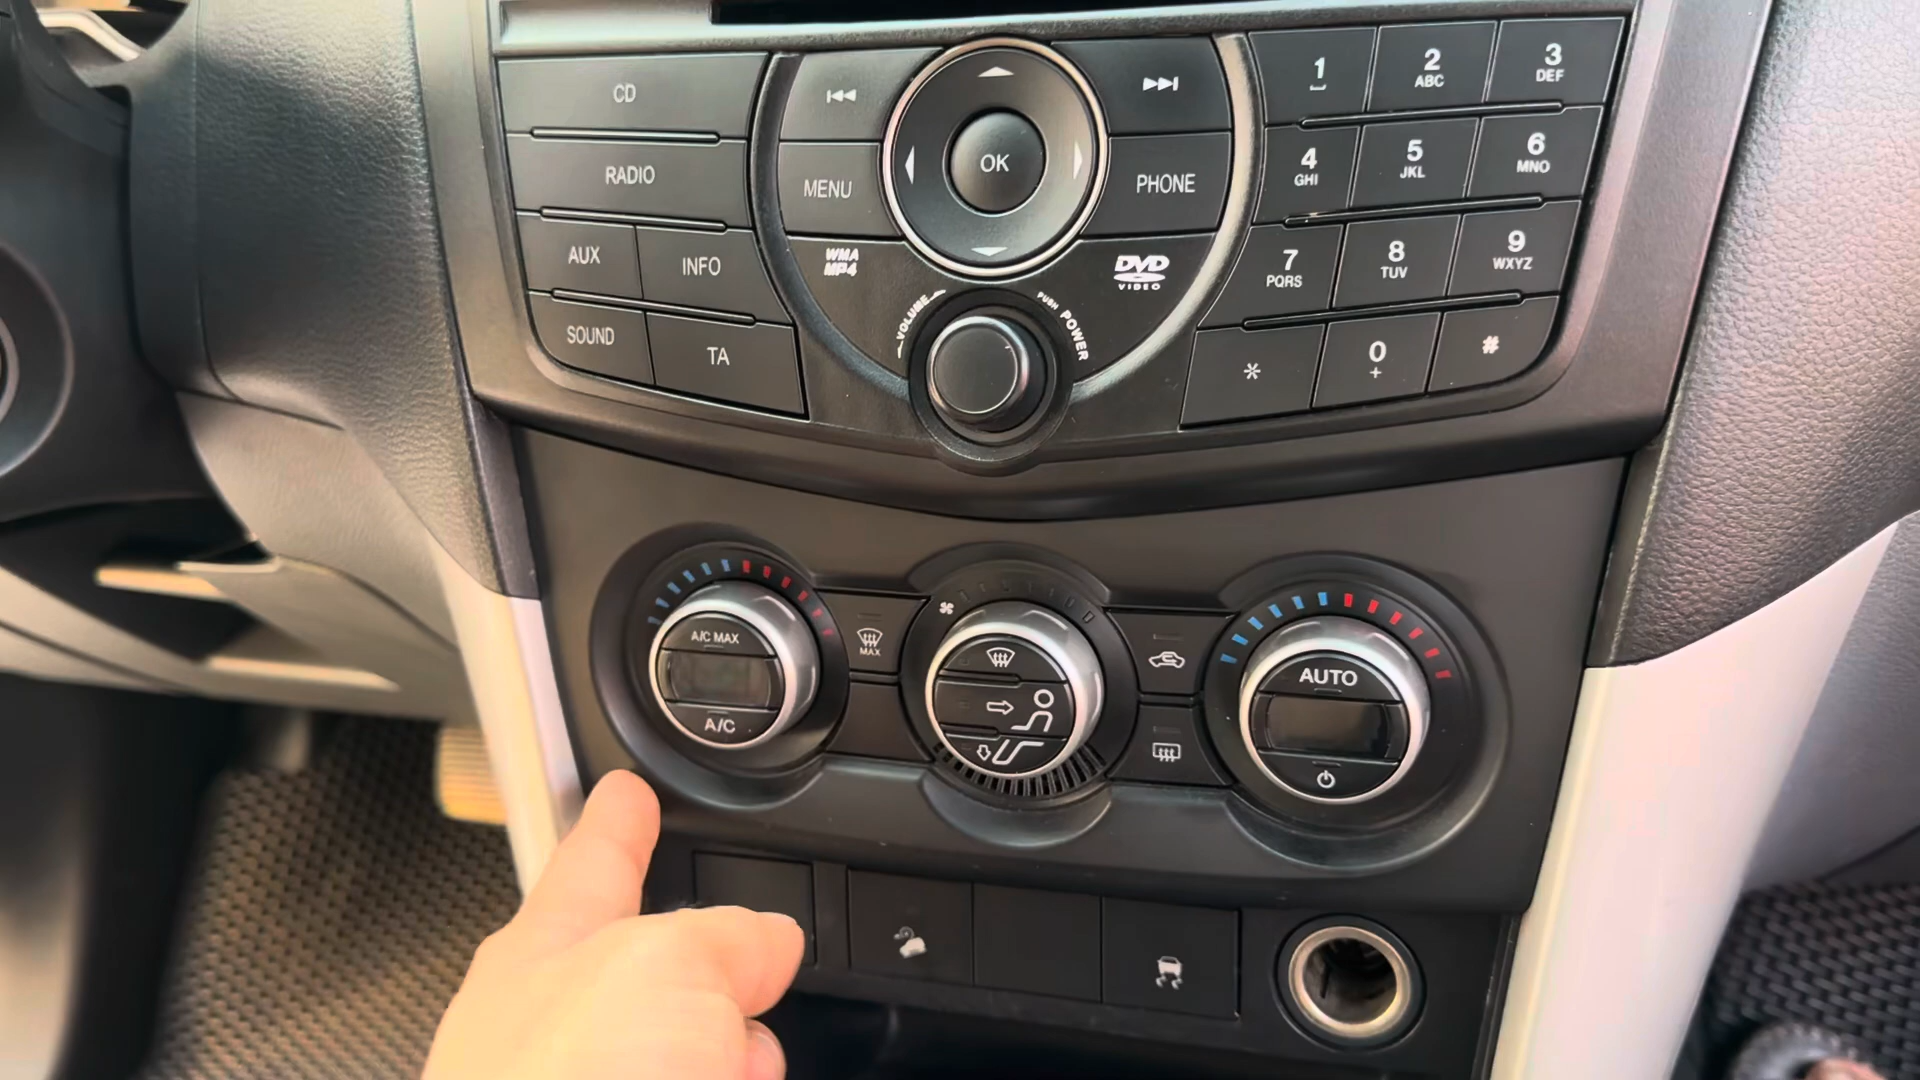 CD
RADIO
AUX
INFO
SOUND
TA
MENU
OK
PHONE
WMA
MP4
DVD
VIDEO
VOLUME
PUSH POWER
1
2
ABC
3
DEF
4
GHI
5
JKL
6
MNO
7
PQRS
8
TUV
9
WXYZ
*
0
+
#
A/C MAX
A/C
MAX
AUTO